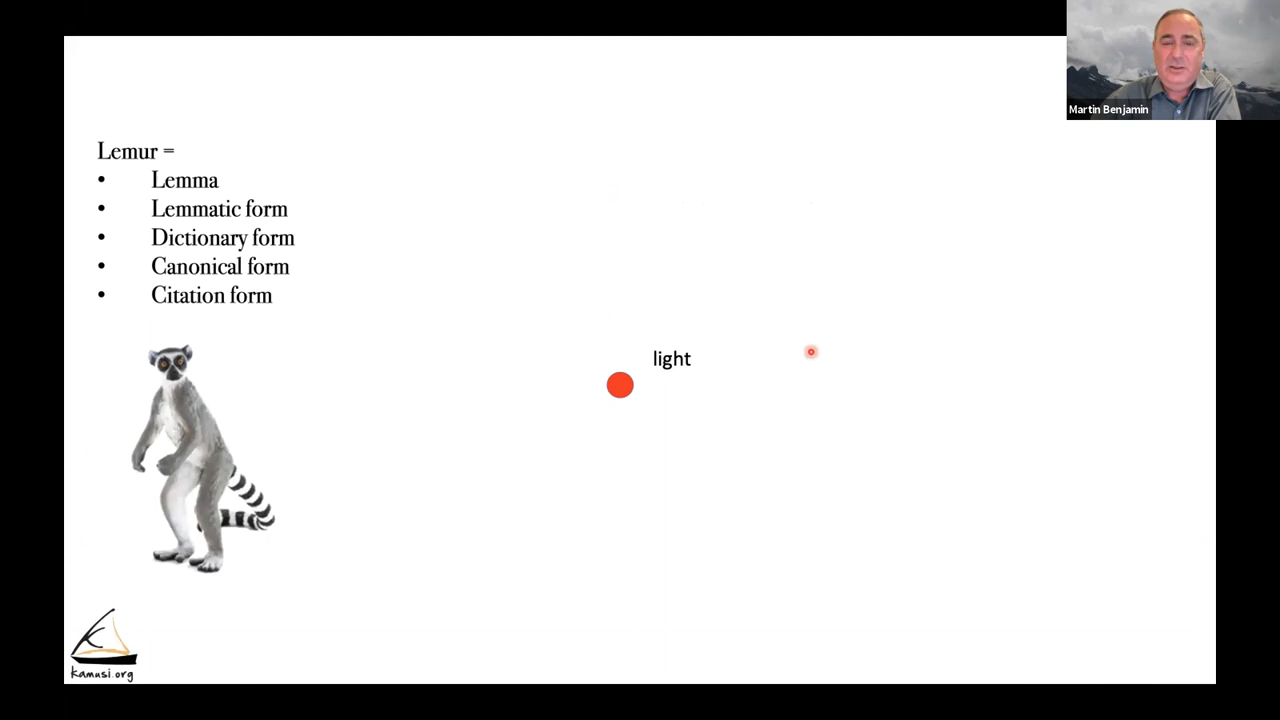 Martin Benjamin
Lemur =
• Lemma
• Lemmatic form
• Dictionary form
• Canonical form
• Citation form
light
kamusi.org